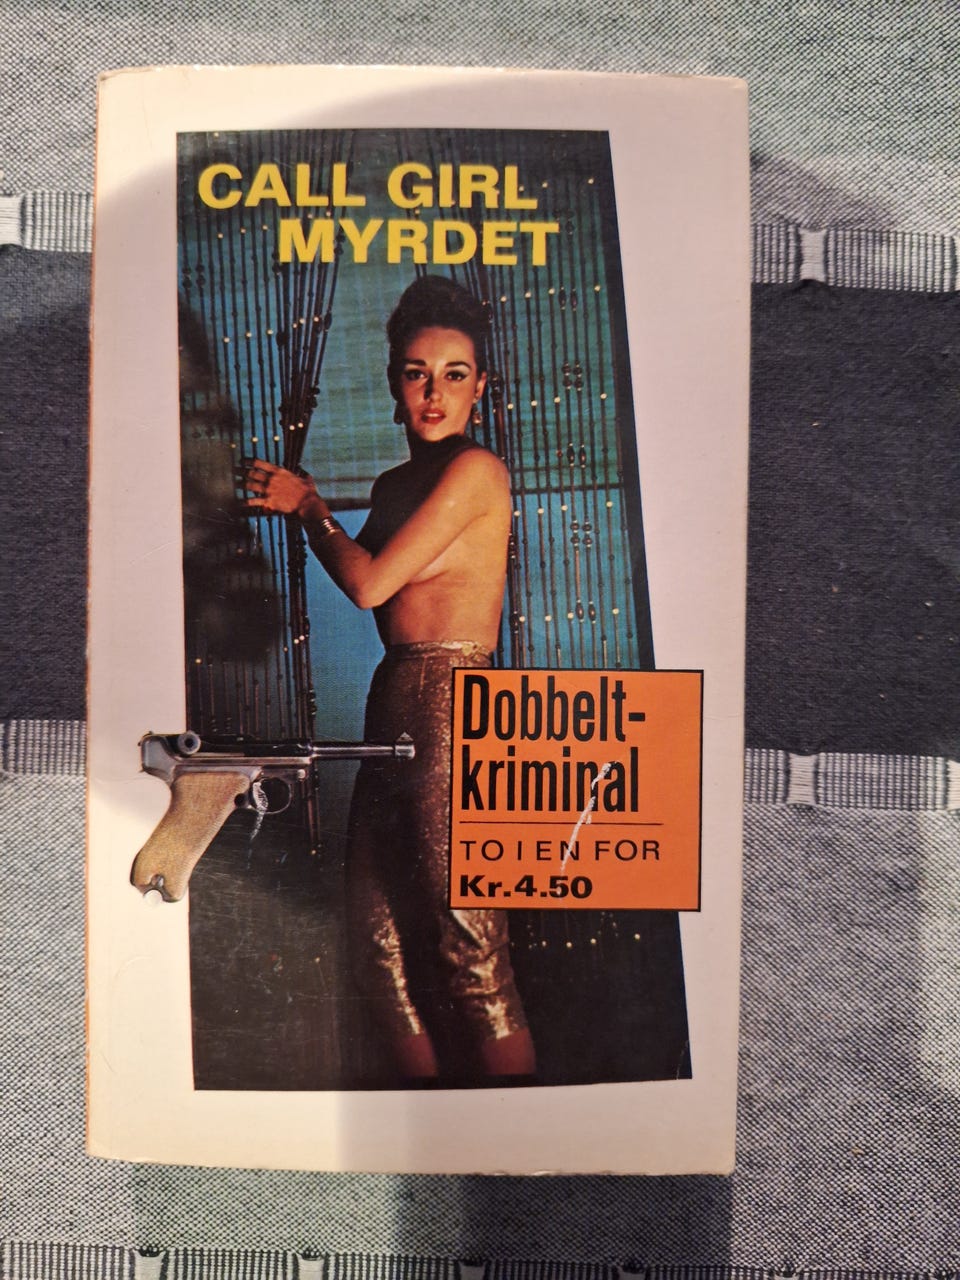 CALL GIRL
MYRDET
Dobbelt-
kriminal
TO I EN FOR
Kr.4.50